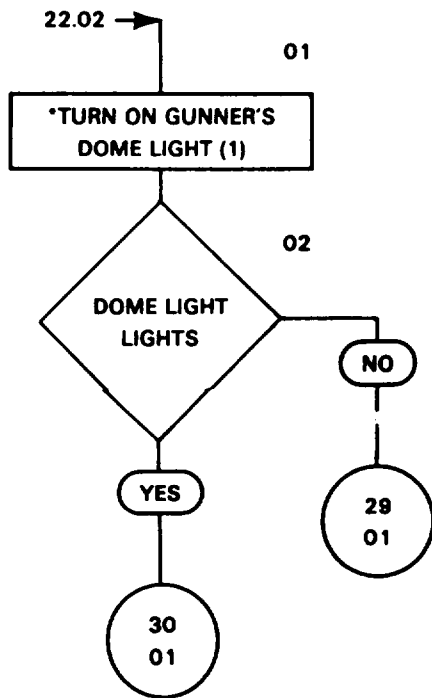 22.02
01
*TURN ON GUNNER'S
DOME LIGHT (1)
02
DOME LIGHT
LIGHTS
NO
YES
29
01
30
01